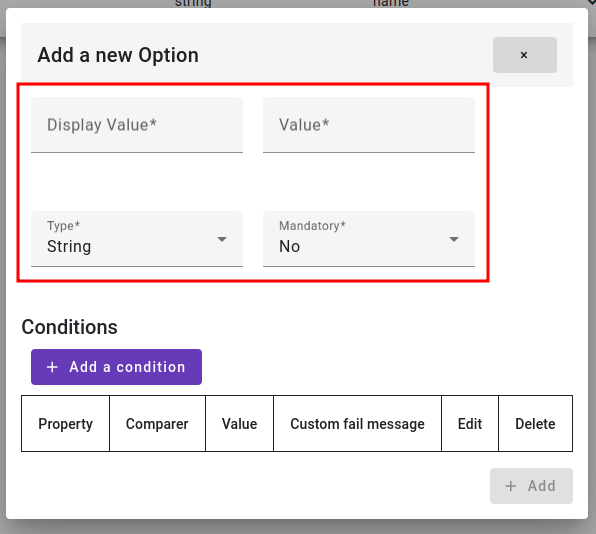 string name
Add a new Option ×
Display Value* Value*
Type* Mandatory*
String No
Conditions
+ Add a condition
Property Comparer Value Custom fail message Edit Delete
+ Add